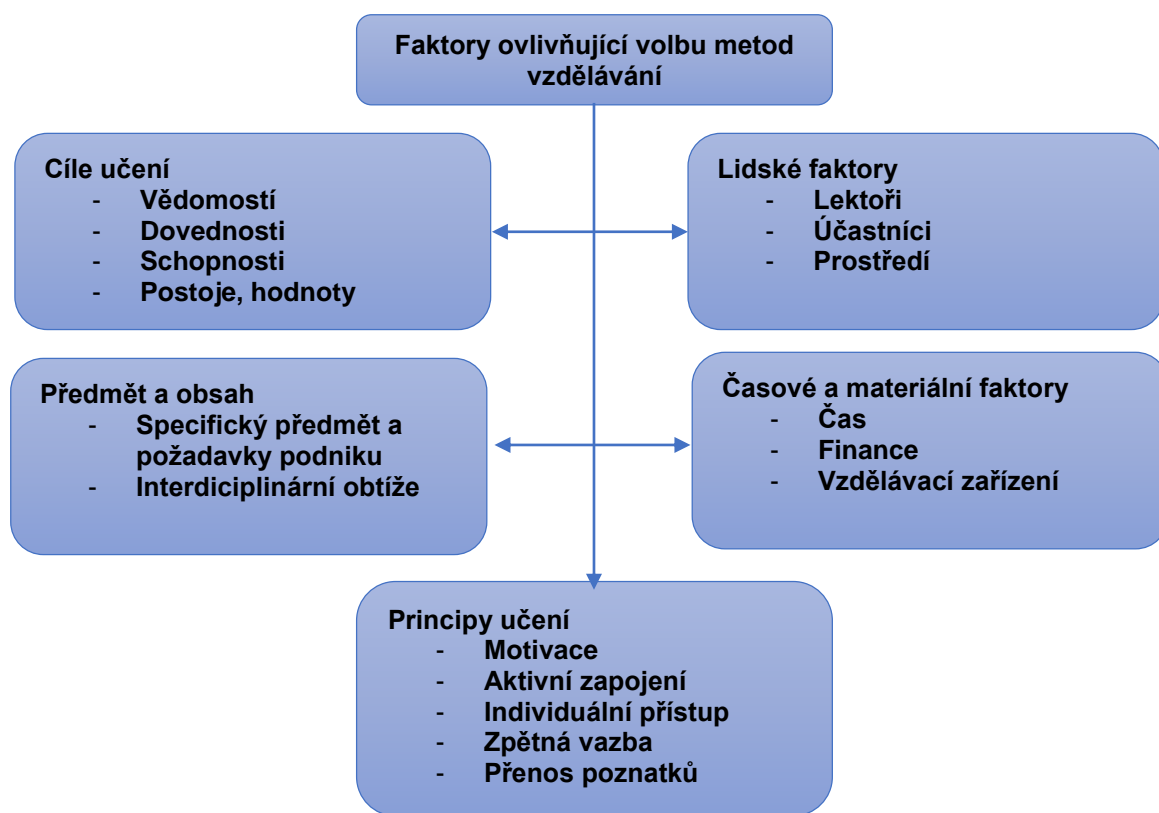 Faktory ovlivňující volbu metod
vzdělávání
Cíle učení
- Vědomostí
- Dovednosti
- Schopnosti
- Postoje, hodnoty
Lidské faktory
- Lektoři
- Účastníci
- Prostředí
Předmět a obsah
- Specifický předmět a
požadavky podniku
- Interdiciplinární obtíže
Časové a materiální faktory
- Čas
- Finance
- Vzdělávací zařízení
Principy učení
- Motivace
- Aktivní zapojení
- Individuální přístup
- Zpětná vazba
- Přenos poznatků